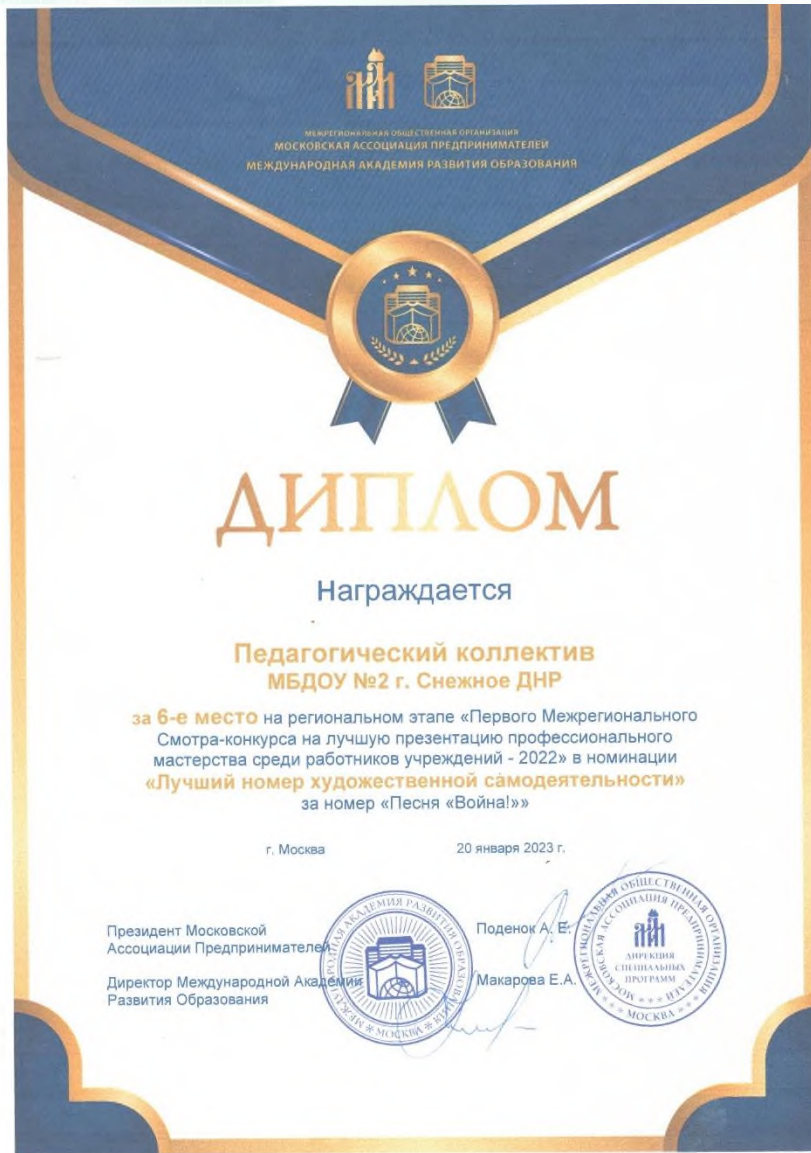 МЕЖРЕГИОНАЛЬНАЯ ОБЩЕСТВЕННАЯ ОРГАНИЗАЦИЯ
МОСКОВСКАЯ АССОЦИАЦИЯ ПРЕДПРИНИМАТЕЛЕЙ
МЕЖДУНАРОДНАЯ АКАДЕМИЯ РАЗВИТИЯ ОБРАЗОВАНИЯ
ДИПЛОМ
Награждается
Педагогический коллектив
МБДОУ №2 г. Снежное ДНР
за 6-е место на региональном этапе «Первого Межрегионального
Смотра-конкурса на лучшую презентацию профессионального
мастерства среди работников учреждений - 2022» в номинации
«Лучший номер художественной самодеятельности»
за номер «Песня «Война!»»
г. Москва 20 января 2023 г.
Президент Московской
Ассоциации Предпринимателей
Поденок А. Е.
Директор Международной Академии
Развития Образования
Макарова Е.А.
МЕЖДУНАРОДНАЯ АКАДЕМИЯ РАЗВИТИЯ ОБРАЗОВАНИЯ
МОСКВА
МЕЖРЕГИОНАЛЬНАЯ ОБЩЕСТВЕННАЯ ОРГАНИЗАЦИЯ
МОСКОВСКАЯ АССОЦИАЦИЯ ПРЕДПРИНИМАТЕЛЕЙ
ДИРЕКЦИЯ
СПЕЦИАЛЬНЫХ
ПРОГРАММ
МОСКВА